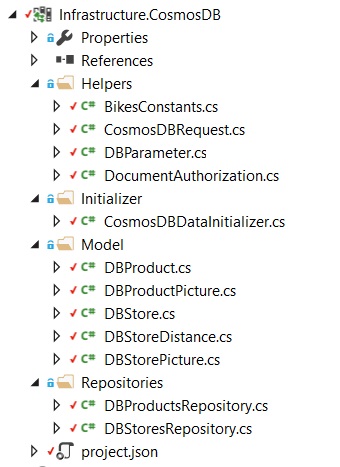 Infrastructure.CosmosDB
Properties
References
Helpers
C# BikesConstants.cs
C# CosmosDBRequest.cs
C# DBParameter.cs
C# DocumentAuthorization.cs
Initializer
C# CosmosDBDataInitializer.cs
Model
C# DBProduct.cs
C# DBProductPicture.cs
C# DBStore.cs
C# DBStoreDistance.cs
C# DBStorePicture.cs
Repositories
C# DBProductsRepository.cs
C# DBStoresRepository.cs
project.json